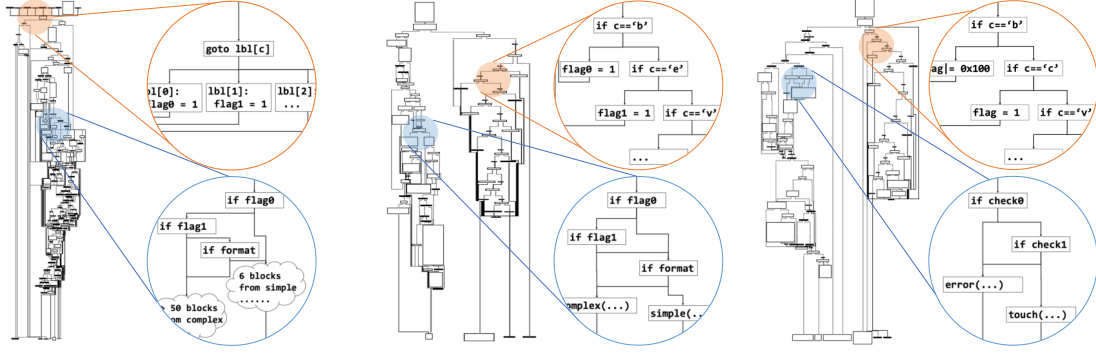 goto lbl[c]
bl[0]:
flag0 = 1
lbl[1]:
flag1 = 1
lbl[2]:
...
if flag0
if flag1
if format
6 blocks
from simple
......
50 blocks
from complex
if c==‘b’
flag0 = 1
if c==‘e’
flag1 = 1
if c==‘v’
...
if flag0
if flag1
if format
omplex(...)
simple(..
if c==‘b’
ag|= 0x100
if c==‘c’
flag = 1
if c==‘v’
...
if check0
if check1
error(...)
touch(...)